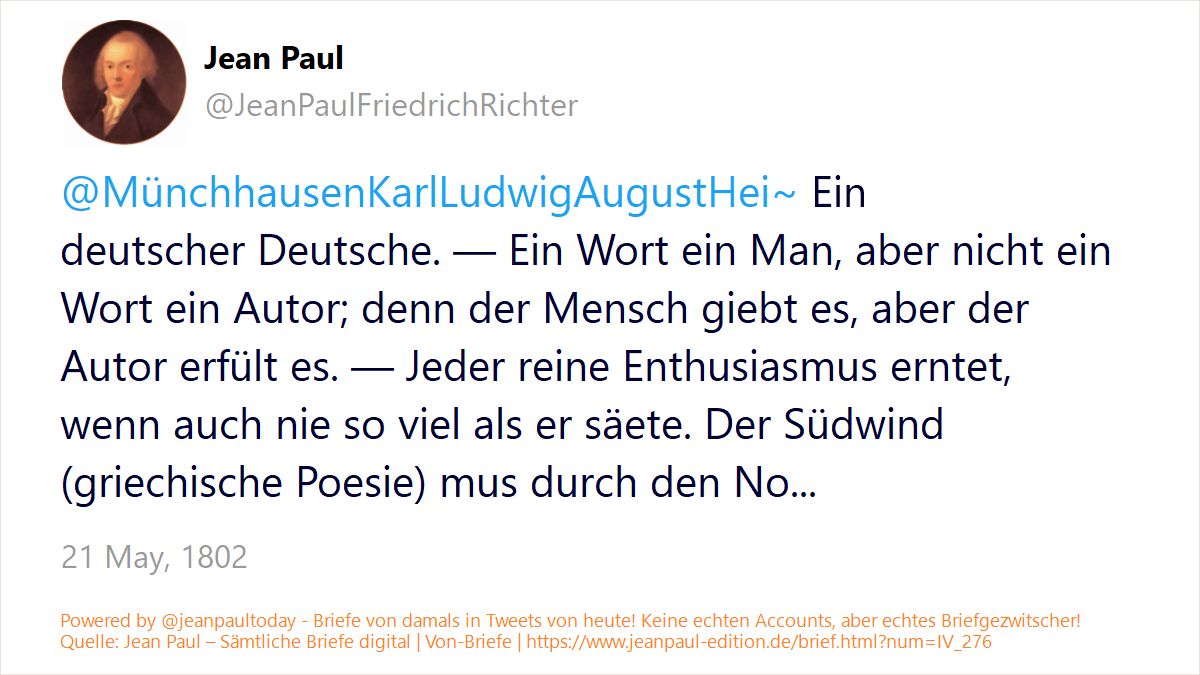 Jean Paul
@JeanPaulFriedrichRichter
@MünchhausenKarlLudwigAugustHei~ Ein
deutscher Deutsche. — Ein Wort ein Man, aber nicht ein
Wort ein Autor; denn der Mensch giebt es, aber der
Autor erfült es. — Jeder reine Enthusiasmus erntet,
wenn auch nie so viel als er säete. Der Südwind
(griechische Poesie) mus durch den No...
21 May, 1802
Powered by @jeanpaultoday - Briefe von damals in Tweets von heute! Keine echten Accounts, aber echtes Briefgezwitscher!
Quelle: Jean Paul – Sämtliche Briefe digital | Von-Briefe | https://www.jeanpaul-edition.de/brief.html?num=IV_276